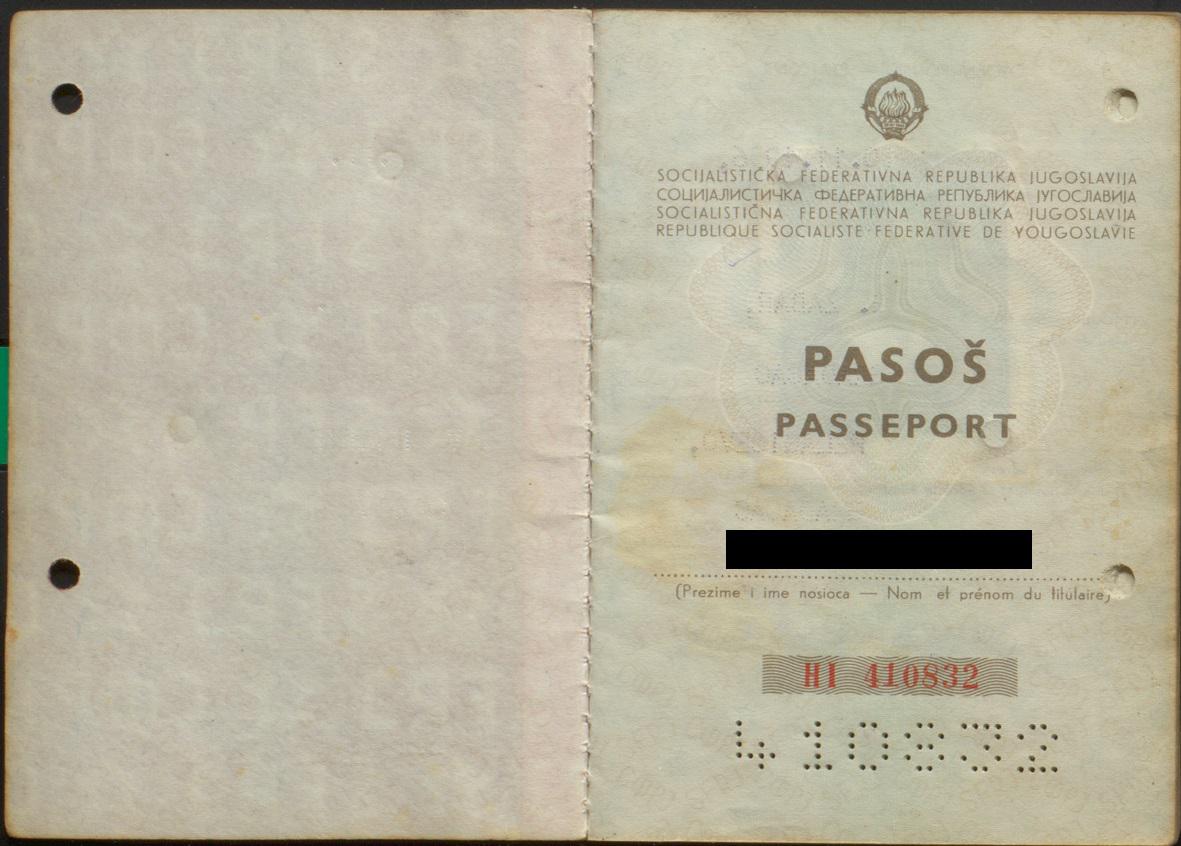 SOCIJALISTIČKA FEDERATIVNA REPUBLIKA JUGOSLAVIJA
СОЦИЈАЛИСТИЧКА ФЕДЕРАТИВНА РЕПУБЛИКА ЈУГОСЛАВИЈА
SOCIALISTIČNA FEDERATIVNA REPUBLIKA JUGOSLAVIJA
REPUBLIQUE SOCIALISTE FEDERATIVE DE YOUGOSLAVIE
PASOŠ
PASSEPORT
(Prezime i ime nosioca — Nom et prénom du titulaire)
HI 410832
410832